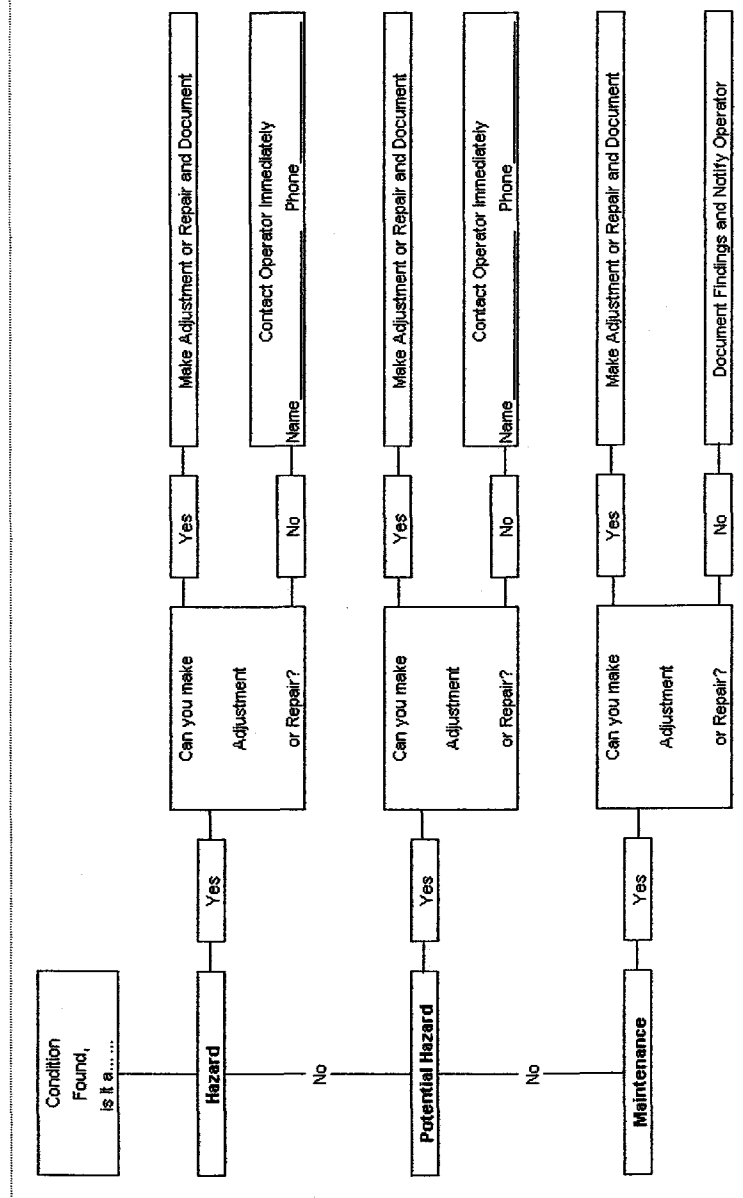 Condition
Found,
is it a... ...
Hazard
Yes
Can you make
Adjustment
or Repair?
Yes
Make Adjustment or Repair and Document
No
Contact Operator Immediately
Name Phone
No
Potential Hazard
Yes
Can you make
Adjustment
or Repair?
Yes
Make Adjustment or Repair and Document
No
Contact Operator Immediately
Name Phone
No
Maintenance
Yes
Can you make
Adjustment
or Repair?
Yes
Make Adjustment or Repair and Document
No
Document Findings and Notify Operator